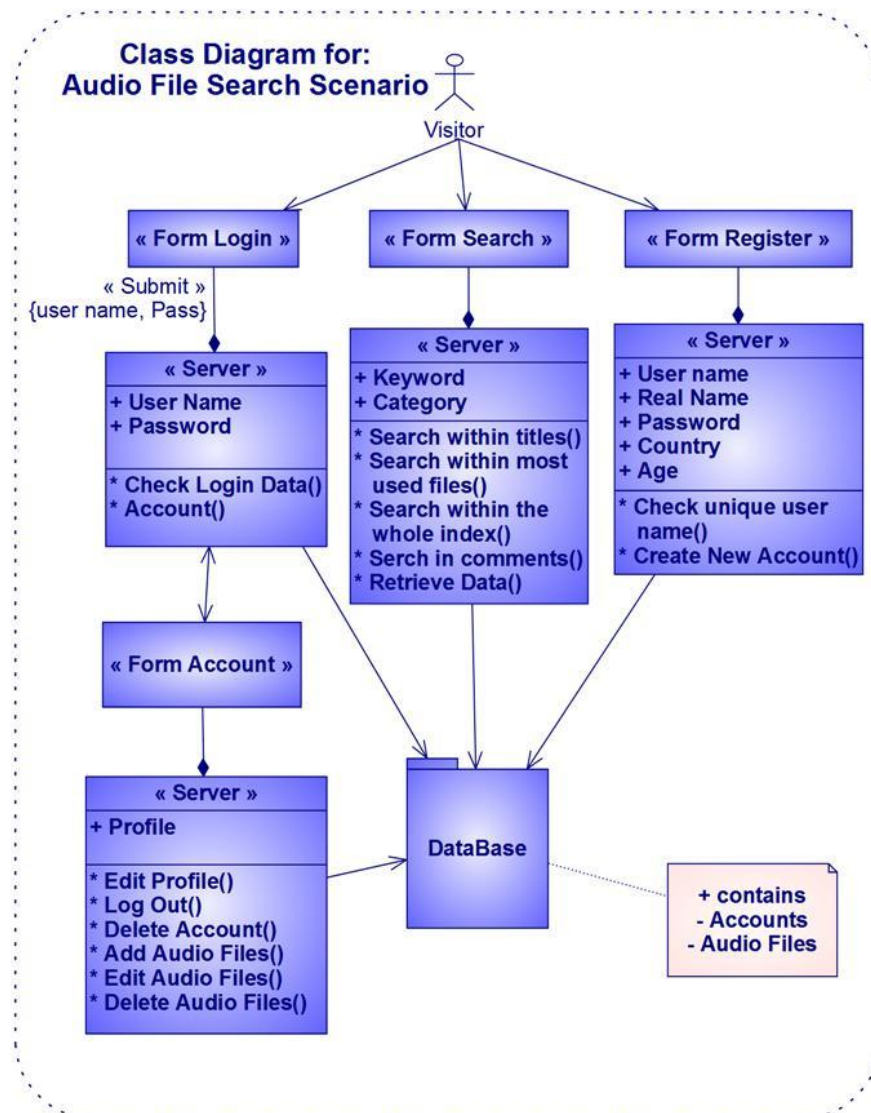 Class Diagram for:
Audio File Search Scenario
Visitor
« Form Login »
« Form Search »
« Form Register »
« Submit »
{user name, Pass}
« Server »
+ User Name
+ Password
* Check Login Data()
* Account()
« Server »
+ Keyword
+ Category
* Search within titles()
* Search within most
used files()
* Search within the
whole index()
* Serch in comments()
* Retrieve Data()
« Server »
+ User name
+ Real Name
+ Password
+ Country
+ Age
* Check unique user
name()
* Create New Account()
« Form Account »
« Server »
+ Profile
* Edit Profile()
* Log Out()
* Delete Account()
* Add Audio Files()
* Edit Audio Files()
* Delete Audio Files()
DataBase
+ contains
- Accounts
- Audio Files